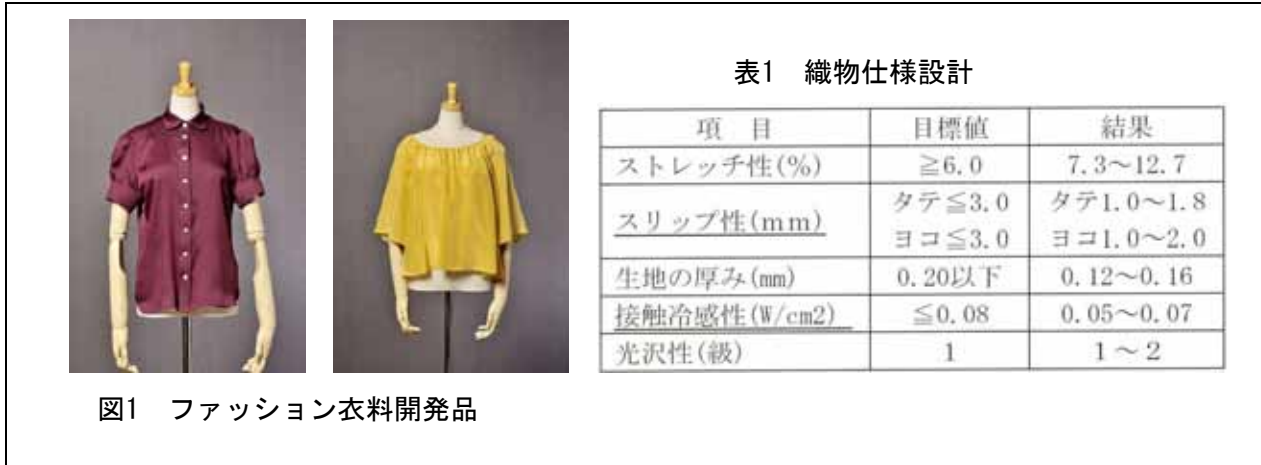 表1　織物仕様設計
項　目 目標値 結果
ストレッチ性(%) ≧6.0 7.3～12.7
スリップ性(mm) タテ≦3.0 タテ1.0～1.8
ヨコ≦3.0 ヨコ1.0～2.0
生地の厚み(mm) 0.20以下 0.12～0.16
接触冷感性(W/cm2) ≦0.08 0.05～0.07
光沢性(級) 1 1～2
図1　ファッション衣料開発品